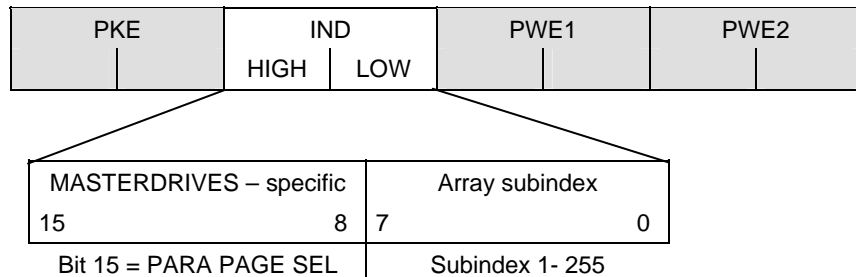 PKE IND PWE1 PWE2
HIGH LOW
MASTERDRIVES – specific Array subindex
15 8 7 0
Bit 15 = PARA PAGE SEL Subindex 1- 255